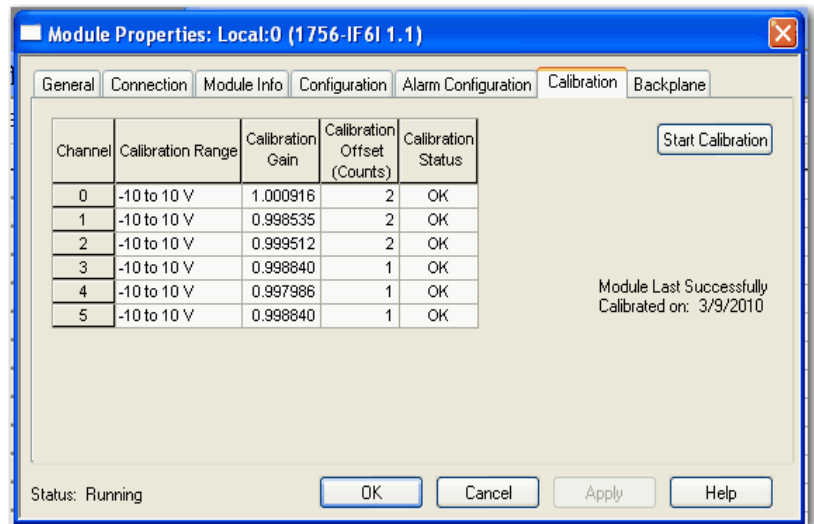 Module Properties: Local:0 (1756-IF6I 1.1)
General Connection Module Info Configuration Alarm Configuration Calibration Backplane
Channel Calibration Range Calibration Gain Calibration Offset (Counts) Calibration Status
Start Calibration
0 -10 to 10 V 1.000916 2 OK
1 -10 to 10 V 0.998535 2 OK
2 -10 to 10 V 0.999512 2 OK
3 -10 to 10 V 0.998840 1 OK
4 -10 to 10 V 0.997986 1 OK
5 -10 to 10 V 0.998840 1 OK
Module Last Successfully
Calibrated on: 3/9/2010
Status: Running
OK Cancel Apply Help